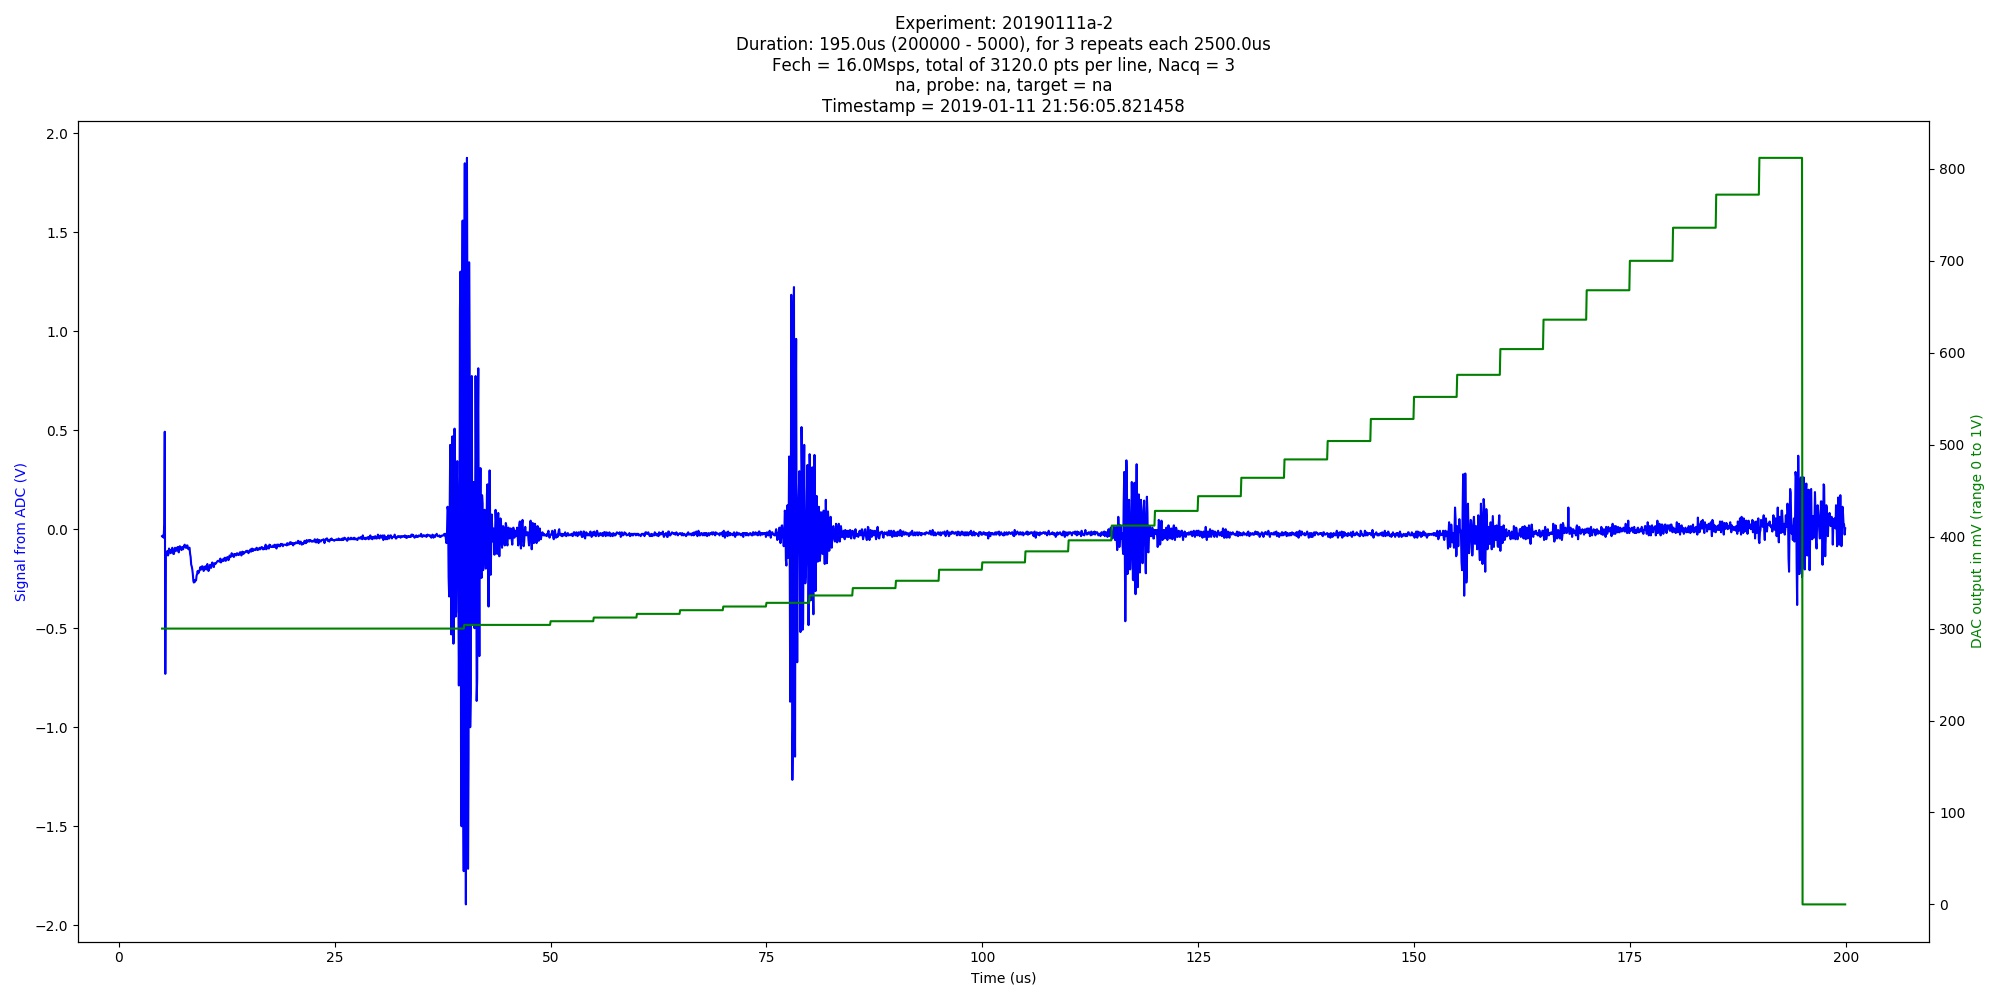 Experiment: 20190111a-2
Duration: 195.0us (200000 - 5000), for 3 repeats each 2500.0us
Fech = 16.0Msps, total of 3120.0 pts per line, Nacq = 3
na, probe: na, target = na
Timestamp = 2019-01-11 21:56:05.821458
Signal from ADC (V)
2.0
1.5
1.0
0.5
0.0
−0.5
−1.0
−1.5
−2.0
0 25 50 75 100 125 150 175 200
Time (us)
800
700
600
500
400
300
200
100
0
DAC output in mV (range 0 to 1V)